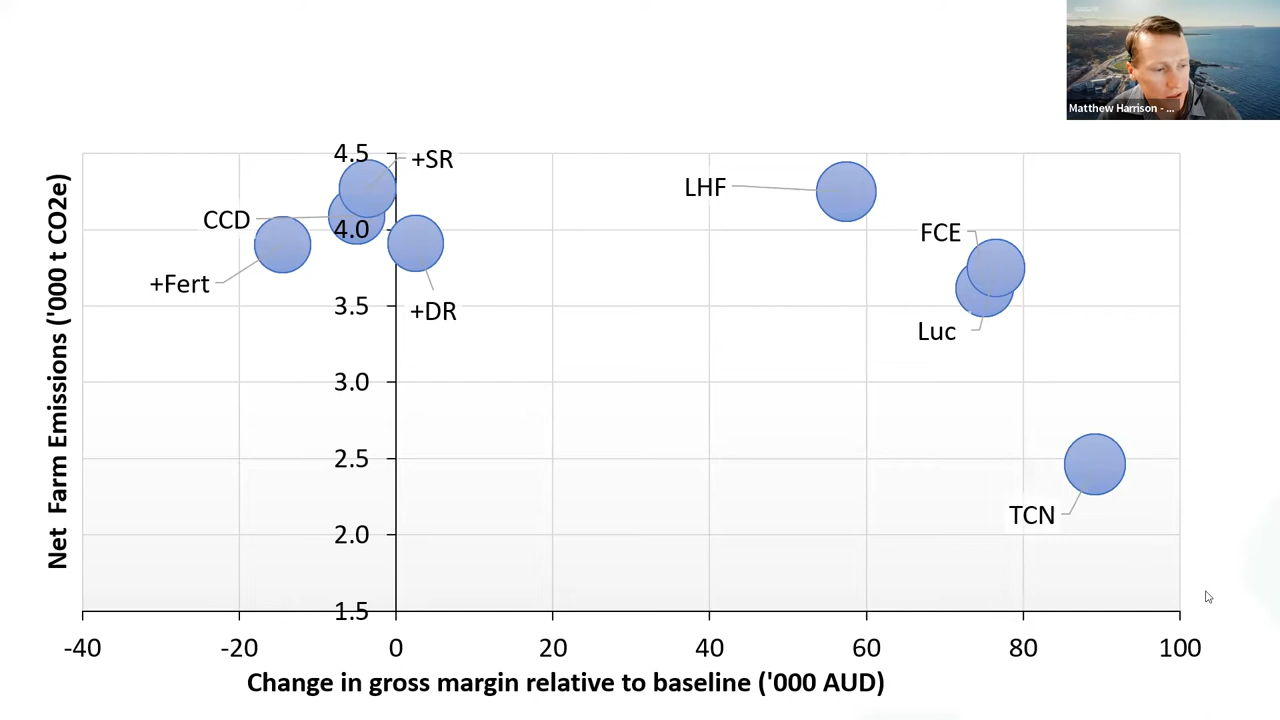 Matthew Harrison - ...
Net Farm Emissions ('000 t CO2e)
4.5
4.0
3.5
3.0
2.5
2.0
1.5
+SR
CCD
+Fert
+DR
LHF
FCE
Luc
TCN
-40 -20 0 20 40 60 80 100
Change in gross margin relative to baseline ('000 AUD)